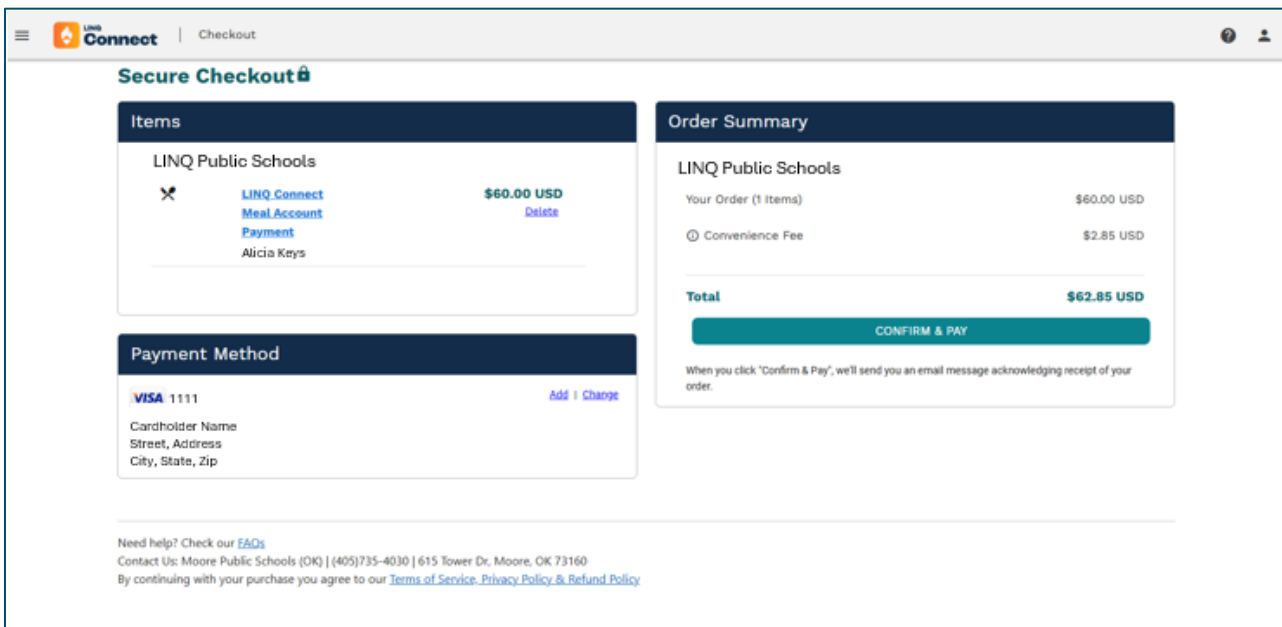 LINQ
Connect | Checkout
Secure Checkout
Items
LINQ Public Schools
LINQ Connect $60.00 USD
Meal Account Delete
Payment
Alicia Keys
Payment Method
VISA 1111 Add | Change
Cardholder Name
Street, Address
City, State, Zip
Order Summary
LINQ Public Schools
Your Order (1 Items) $60.00 USD
Convenience Fee $2.85 USD
Total $62.85 USD
CONFIRM & PAY
When you click "Confirm & Pay", we'll send you an email message acknowledging receipt of your
order.
Need help? Check our FAQs
Contact Us: Moore Public Schools (OK) | (405)735-4030 | 615 Tower Dr, Moore, OK 73160
By continuing with your purchase you agree to our Terms of Service, Privacy Policy & Refund Policy